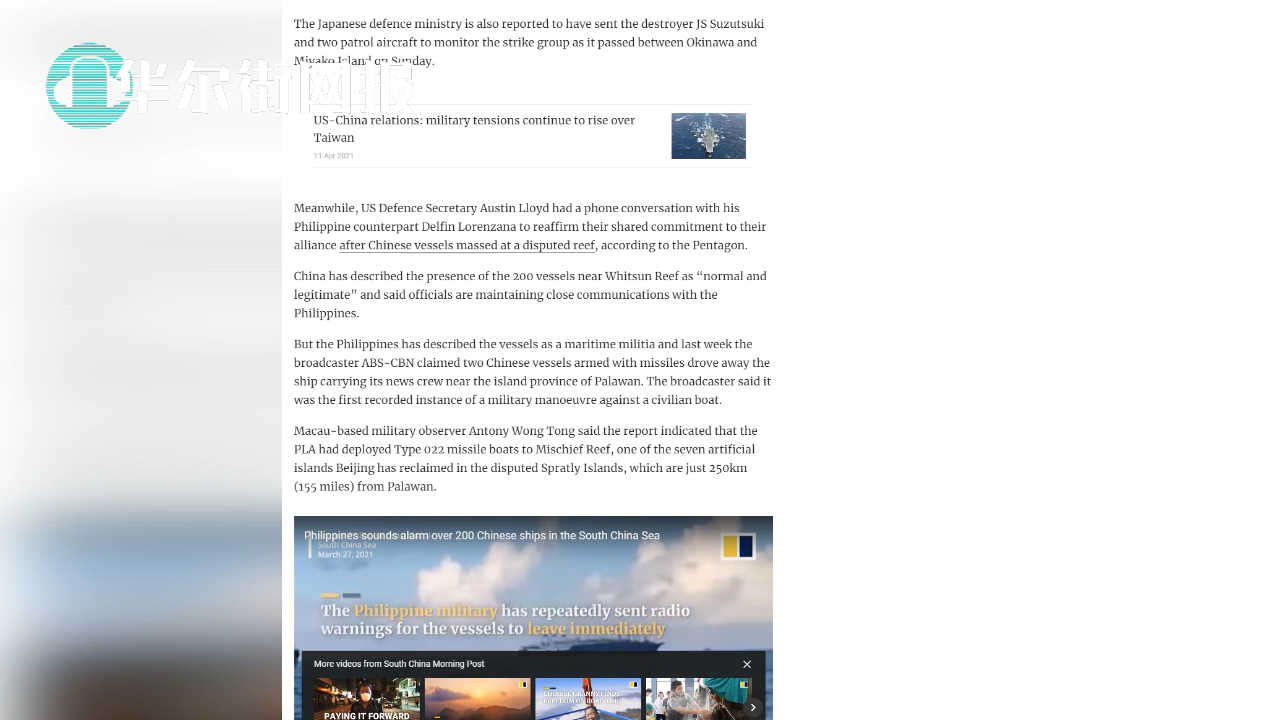 The Japanese defence ministry is also reported to have sent the destroyer JS Suzutsuki
and two patrol aircraft to monitor the strike group as it passed between Okinawa and
Miyako Island on Sunday.
华尔街网报
US-China relations: military tensions continue to rise over
Taiwan
11 Apr 2021
Meanwhile, US Defence Secretary Austin Lloyd had a phone conversation with his
Philippine counterpart Delfin Lorenzana to reaffirm their shared commitment to their
alliance after Chinese vessels massed at a disputed reef, according to the Pentagon.
China has described the presence of the 200 vessels near Whitsun Reef as “normal and
legitimate” and said officials are maintaining close communications with the
Philippines.
But the Philippines has described the vessels as a maritime militia and last week the
broadcaster ABS-CBN claimed two Chinese vessels armed with missiles drove away the
ship carrying its news crew near the island province of Palawan. The broadcaster said it
was the first recorded instance of a military manoeuvre against a civilian boat.
Macau-based military observer Antony Wong Tong said the report indicated that the
PLA had deployed Type 022 missile boats to Mischief Reef, one of the seven artificial
islands Beijing has reclaimed in the disputed Spratly Islands, which are just 250km
(155 miles) from Palawan.
Philippines sounds alarm over 200 Chinese ships in the South China Sea
South China Sea
March 27, 2021
The Philippine military has repeatedly sent radio
warnings for the vessels to leave immediately
More videos from South China Morning Post
PAYING IT FORWARD
CHINESE GRANNY FINDS
FREEDOM ON ROAD TRIP